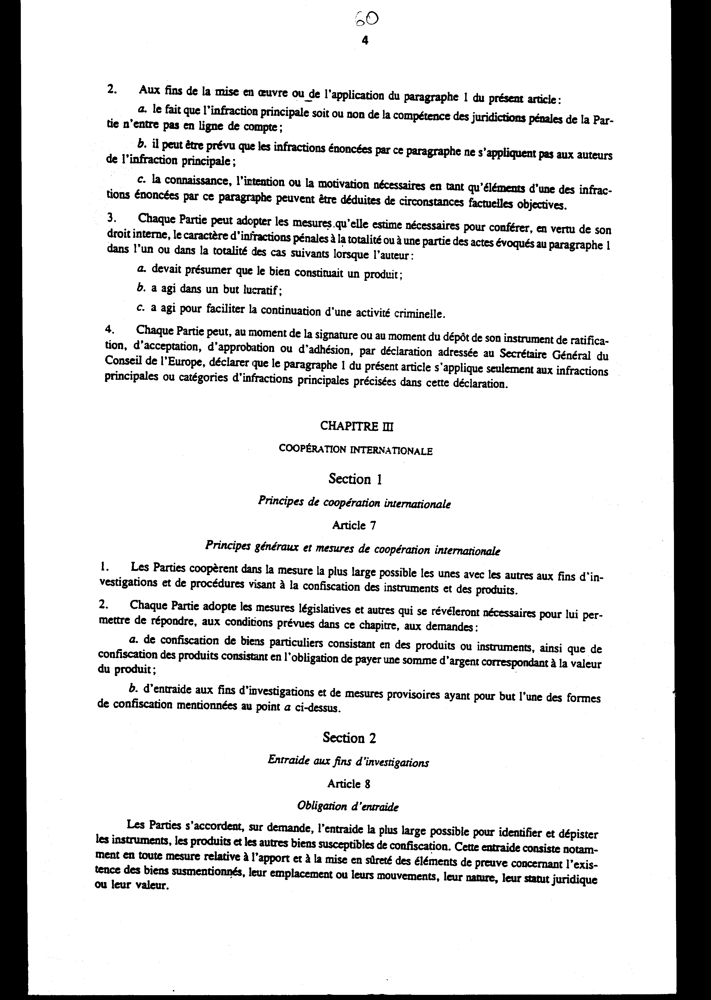 60
4
2. Aux fins de la mise en œuvre ou de l'application du paragraphe 1 du présent article :
a. le fait que l'infraction principale soit ou non de la compétence des juridictions pénales de la Par-
tie n'entre pas en ligne de compte ;
b. il peut être prévu que les infractions énoncées par ce paragraphe ne s'appliquent pas aux auteurs
de l'infraction principale ;
c. la connaissance, l'intention ou la motivation nécessaires en tant qu'éléments d'une des infrac-
tions énoncées par ce paragraphe peuvent être déduites de circonstances factuelles objectives.
3. Chaque Partie peut adopter les mesures qu'elle estime nécessaires pour conférer, en vertu de son
droit interne, le caractère d'infractions pénales à la totalité ou à une partie des actes évoqués au paragraphe 1
dans l'un ou dans la totalité des cas suivants lorsque l'auteur :
a. devait présumer que le bien constituait un produit ;
b. a agi dans un but lucratif ;
c. a agi pour faciliter la continuation d'une activité criminelle.
4. Chaque Partie peut, au moment de la signature ou au moment du dépôt de son instrument de ratifica-
tion, d'acceptation, d'approbation ou d'adhésion, par déclaration adressée au Secrétaire Général du
Conseil de l'Europe, déclarer que le paragraphe 1 du présent article s'applique seulement aux infractions
principales ou catégories d'infractions principales précisées dans cette déclaration.
CHAPITRE III
COOPÉRATION INTERNATIONALE
Section 1
Principes de coopération internationale
Article 7
Principes généraux et mesures de coopération internationale
1. Les Parties coopèrent dans la mesure la plus large possible les unes avec les autres aux fins d'in-
vestigations et de procédures visant à la confiscation des instruments et des produits.
2. Chaque Partie adopte les mesures législatives et autres qui se révéleront nécessaires pour lui per-
mettre de répondre, aux conditions prévues dans ce chapitre, aux demandes :
a. de confiscation de biens particuliers consistant en des produits ou instruments, ainsi que de
confiscation des produits consistant en l'obligation de payer une somme d'argent correspondant à la valeur
du produit ;
b. d'entraide aux fins d'investigations et de mesures provisoires ayant pour but l'une des formes
de confiscation mentionnées au point a ci-dessus.
Section 2
Entraide aux fins d'investigations
Article 8
Obligation d'entraide
Les Parties s'accordent, sur demande, l'entraide la plus large possible pour identifier et dépister
les instruments, les produits et les autres biens susceptibles de confiscation. Cette entraide consiste notam-
ment en toute mesure relative à l'apport et à la mise en sûreté des éléments de preuve concernant l'exis-
tence des biens susmentionnés, leur emplacement ou leurs mouvements, leur nature, leur statut juridique
ou leur valeur.